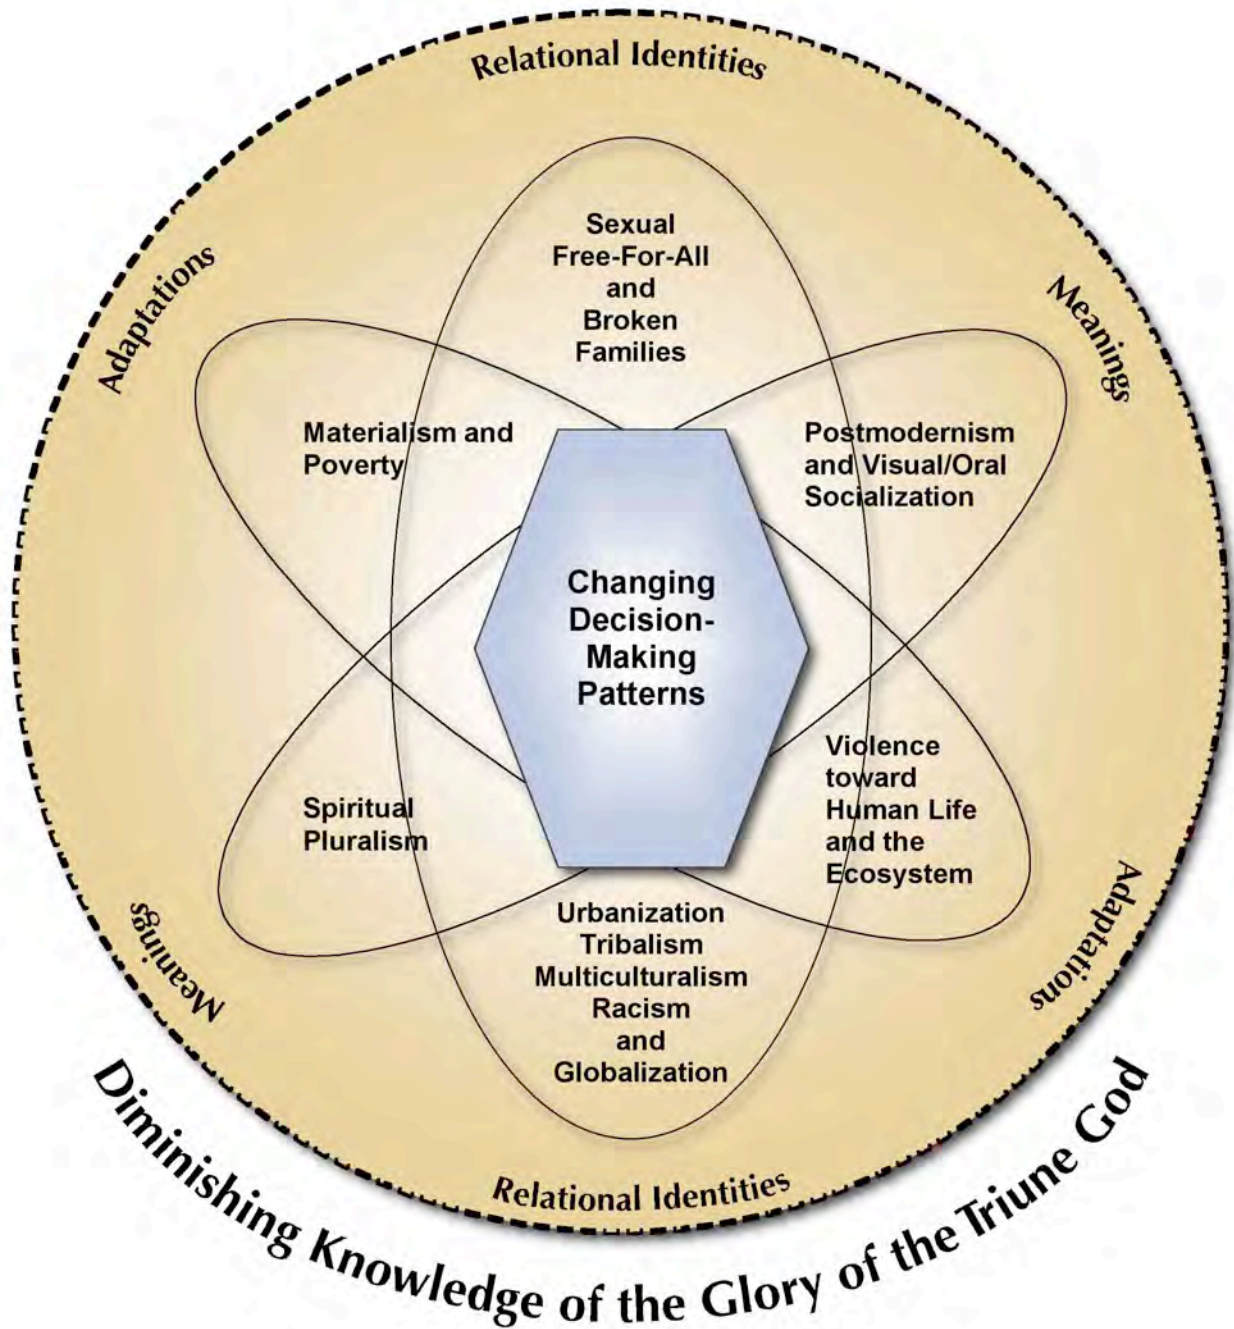 Relational Identities
Adaptations
Meanings
Sexual
Free-For-All
and
Broken
Families
Materialism and
Poverty
Postmodernism
and Visual/Oral
Socialization
Changing
Decision-
Making
Patterns
Spiritual
Pluralism
Violence
toward
Human Life
and the
Ecosystem
Urbanization
Tribalism
Multiculturalism
Racism
and
Globalization
Meanings
Adaptations
Relational Identities
Diminishing Knowledge of the Glory of the Triune God